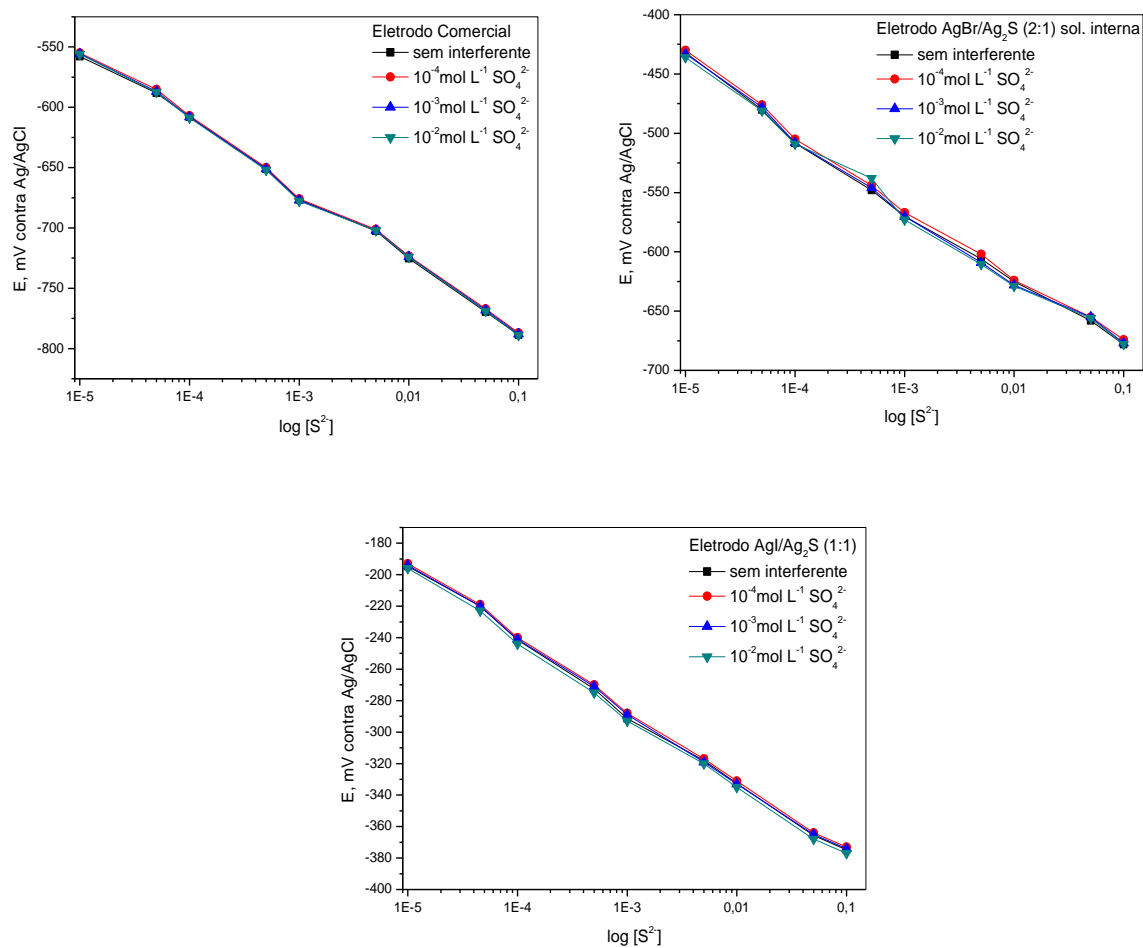 Eletrodo Comercial
sem interferente
10⁻⁴mol L⁻¹ SO₄²⁻
10⁻³mol L⁻¹ SO₄²⁻
10⁻²mol L⁻¹ SO₄²⁻
-550
-600
-650
-700
-750
-800
E, mV contra Ag/AgCl
1E-5 1E-4 1E-3 0,01 0,1
log [S²⁻]
Eletrodo AgBr/Ag₂S (2:1) sol. interna
sem interferente
10⁻⁴mol L⁻¹ SO₄²⁻
10⁻³mol L⁻¹ SO₄²⁻
10⁻²mol L⁻¹ SO₄²⁻
-400
-450
-500
-550
-600
-650
-700
E, mV contra Ag/AgCl
1E-5 1E-4 1E-3 0,01 0,1
log [S²⁻]
Eletrodo AgI/Ag₂S (1:1)
sem interferente
10⁻⁴mol L⁻¹ SO₄²⁻
10⁻³mol L⁻¹ SO₄²⁻
10⁻²mol L⁻¹ SO₄²⁻
-180
-200
-220
-240
-260
-280
-300
-320
-340
-360
-380
-400
E, mV contra Ag/AgCl
1E-5 1E-4 1E-3 0,01 0,1
log [S²⁻]